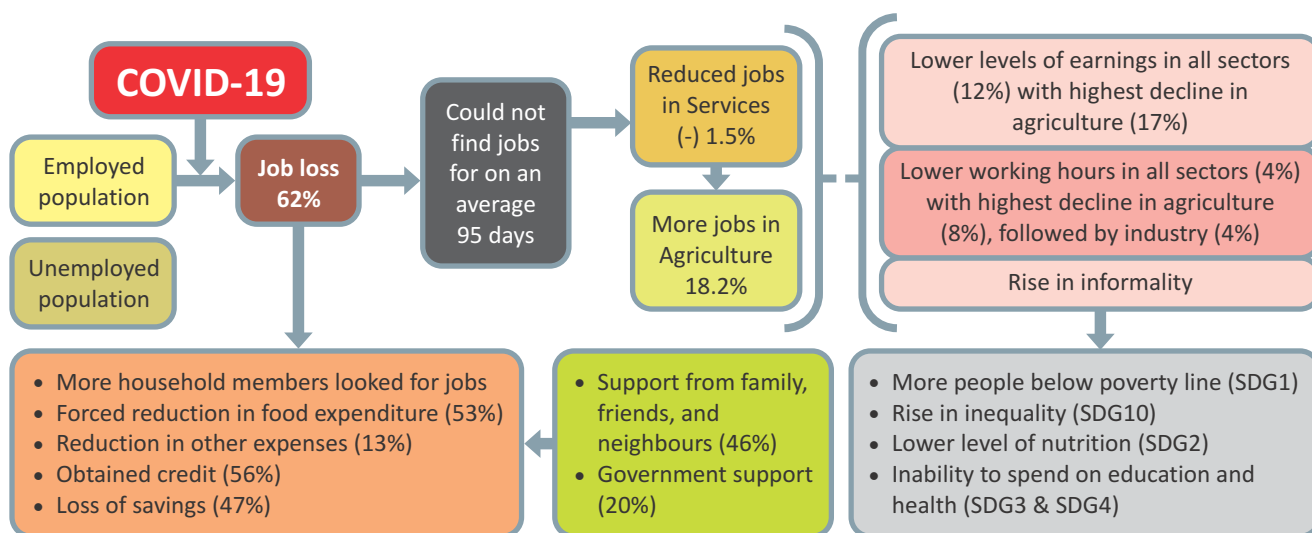 COVID-19
Employed
population
Unemployed
population
Job loss
62%
Could not
find jobs
for on an
average
95 days
Reduced jobs
in Services
(-) 1.5%
More jobs in
Agriculture
18.2%
Lower levels of earnings in all sectors
(12%) with highest decline in
agriculture (17%)
Lower working hours in all sectors (4%)
with highest decline in agriculture
(8%), followed by industry (4%)
Rise in informality
• More household members looked for jobs
• Forced reduction in food expenditure (53%)
• Reduction in other expenses (13%)
• Obtained credit (56%)
• Loss of savings (47%)
• Support from family,
friends, and
neighbours (46%)
• Government support
(20%)
• More people below poverty line (SDG1)
• Rise in inequality (SDG10)
• Lower level of nutrition (SDG2)
• Inability to spend on education and
health (SDG3 & SDG4)